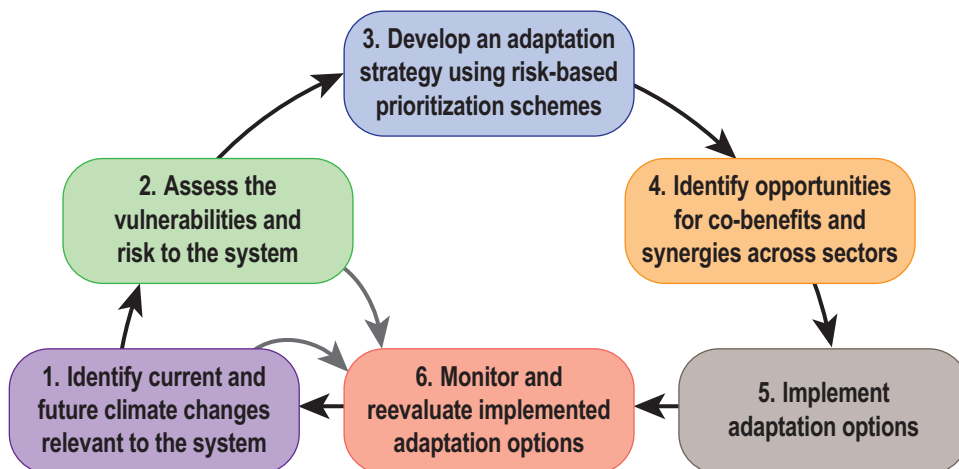 1. Identify current and
future climate changes
relevant to the system
2. Assess the
vulnerabilities and
risk to the system
3. Develop an adaptation
strategy using risk-based
prioritization schemes
4. Identify opportunities
for co-benefits and
synergies across sectors
5. Implement
adaptation options
6. Monitor and
reevaluate implemented
adaptation options